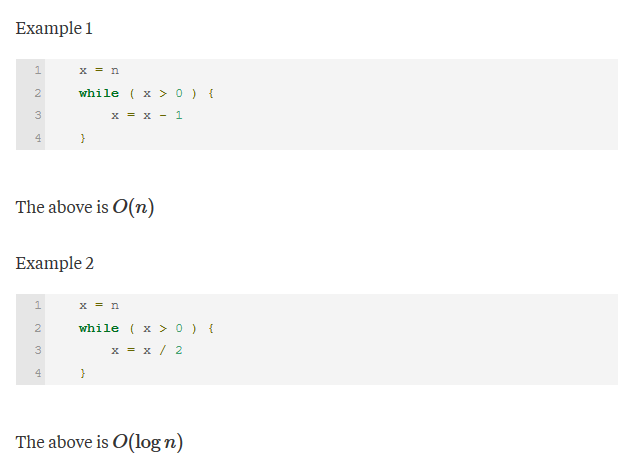 Example 1
1 x = n
2 while ( x > 0 ) {
3 x = x - 1
4 }
The above is O(n)
Example 2
1 x = n
2 while ( x > 0 ) {
3 x = x / 2
4 }
The above is O(log n)